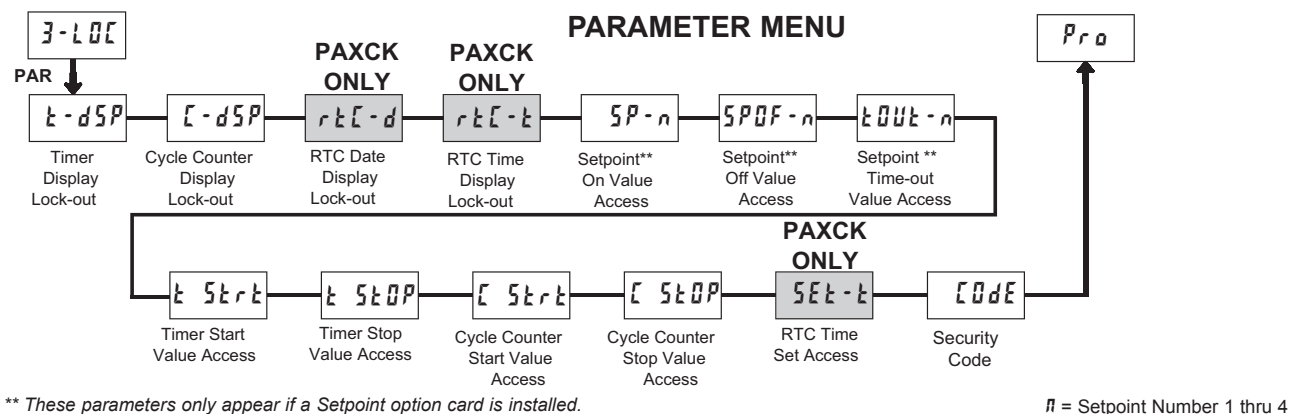 PARAMETER MENU
3-LOC
Pro
PAR
PAXCK
ONLY
PAXCK
ONLY
t-dSP
C-dSP
rtC-d
rtC-t
SP-n
SPOF-n
tOUt-n
Timer
Display
Lock-out
Cycle Counter
Display
Lock-out
RTC Date
Display
Lock-out
RTC Time
Display
Lock-out
Setpoint**
On Value
Access
Setpoint**
Off Value
Access
Setpoint **
Time-out
Value Access
PAXCK
ONLY
t Strt
t StOP
C Strt
C StOP
SEt-t
COdE
Timer Start
Value Access
Timer Stop
Value Access
Cycle Counter
Start Value
Access
Cycle Counter
Stop Value
Access
RTC Time
Set Access
Security
Code
** These parameters only appear if a Setpoint option card is installed.
n = Setpoint Number 1 thru 4